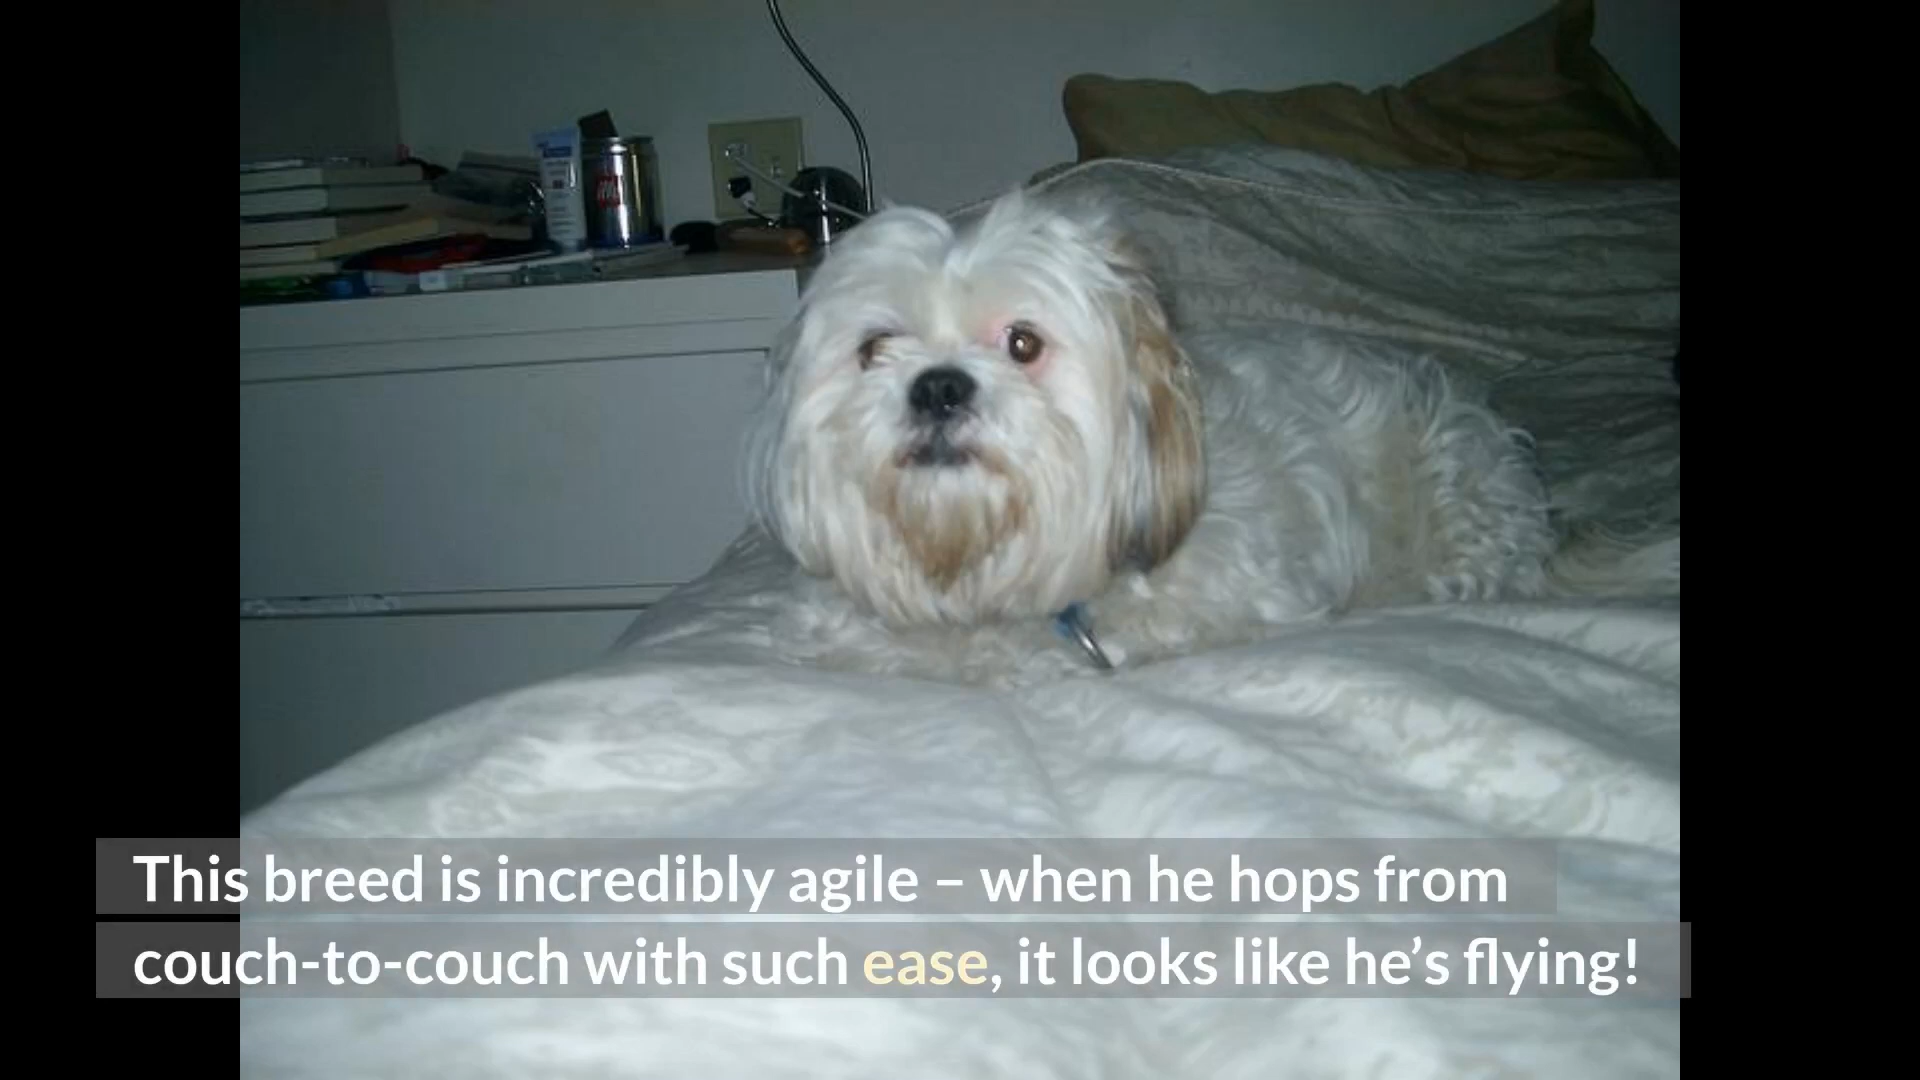 illy
This breed is incredibly agile – when he hops from
couch-to-couch with such ease, it looks like he’s flying!